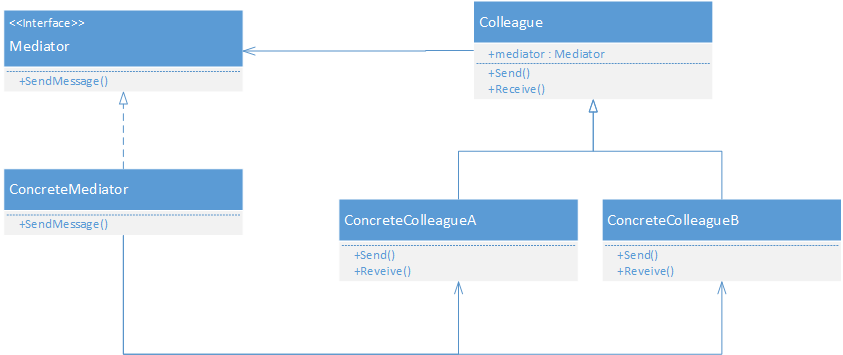 <<Interface>>
Mediator
+SendMessage()
Colleague
+mediator : Mediator
+Send()
+Receive()
ConcreteMediator
+SendMessage()
ConcreteColleagueA
+Send()
+Reveive()
ConcreteColleagueB
+Send()
+Reveive()